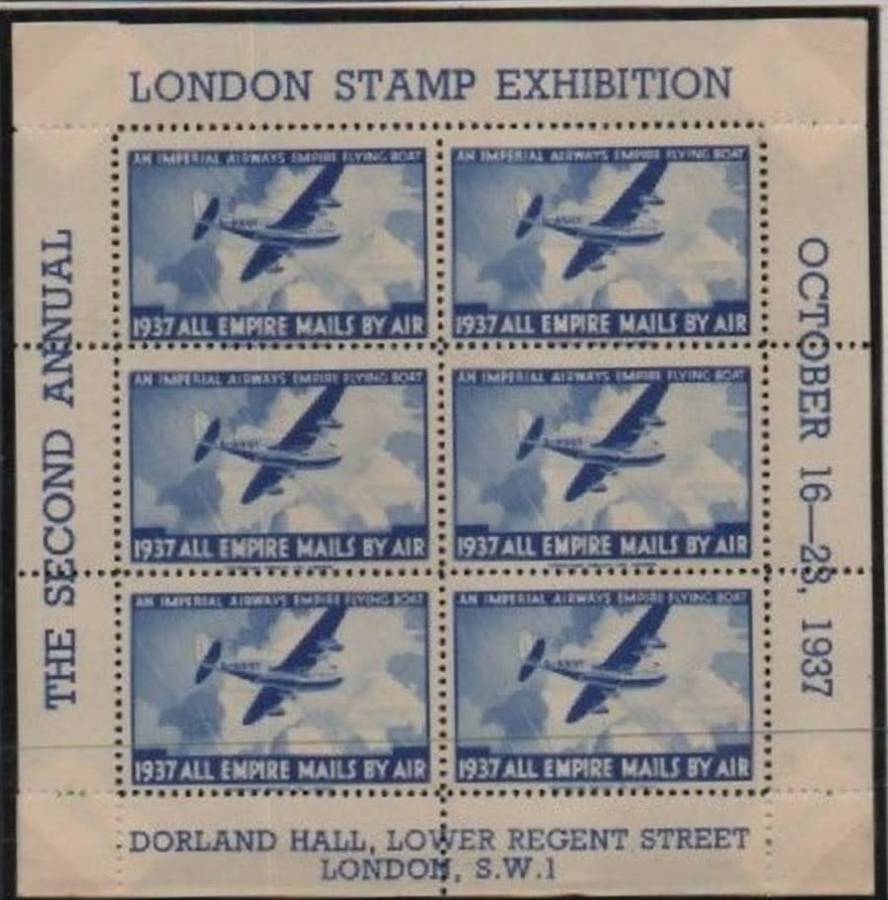 LONDON STAMP EXHIBITION
THE SECOND ANNUAL
OCTOBER 16—23, 1937
AN IMPERIAL AIRWAYS EMPIRE FLYING BOAT
1937 ALL EMPIRE MAILS BY AIR
AN IMPERIAL AIRWAYS EMPIRE FLYING BOAT
1937 ALL EMPIRE MAILS BY AIR
AN IMPERIAL AIRWAYS EMPIRE FLYING BOAT
1937 ALL EMPIRE MAILS BY AIR
AN IMPERIAL AIRWAYS EMPIRE FLYING BOAT
1937 ALL EMPIRE MAILS BY AIR
AN IMPERIAL AIRWAYS EMPIRE FLYING BOAT
1937 ALL EMPIRE MAILS BY AIR
AN IMPERIAL AIRWAYS EMPIRE FLYING BOAT
1937 ALL EMPIRE MAILS BY AIR
DORLAND HALL, LOWER REGENT STREET
LONDON, S.W.1